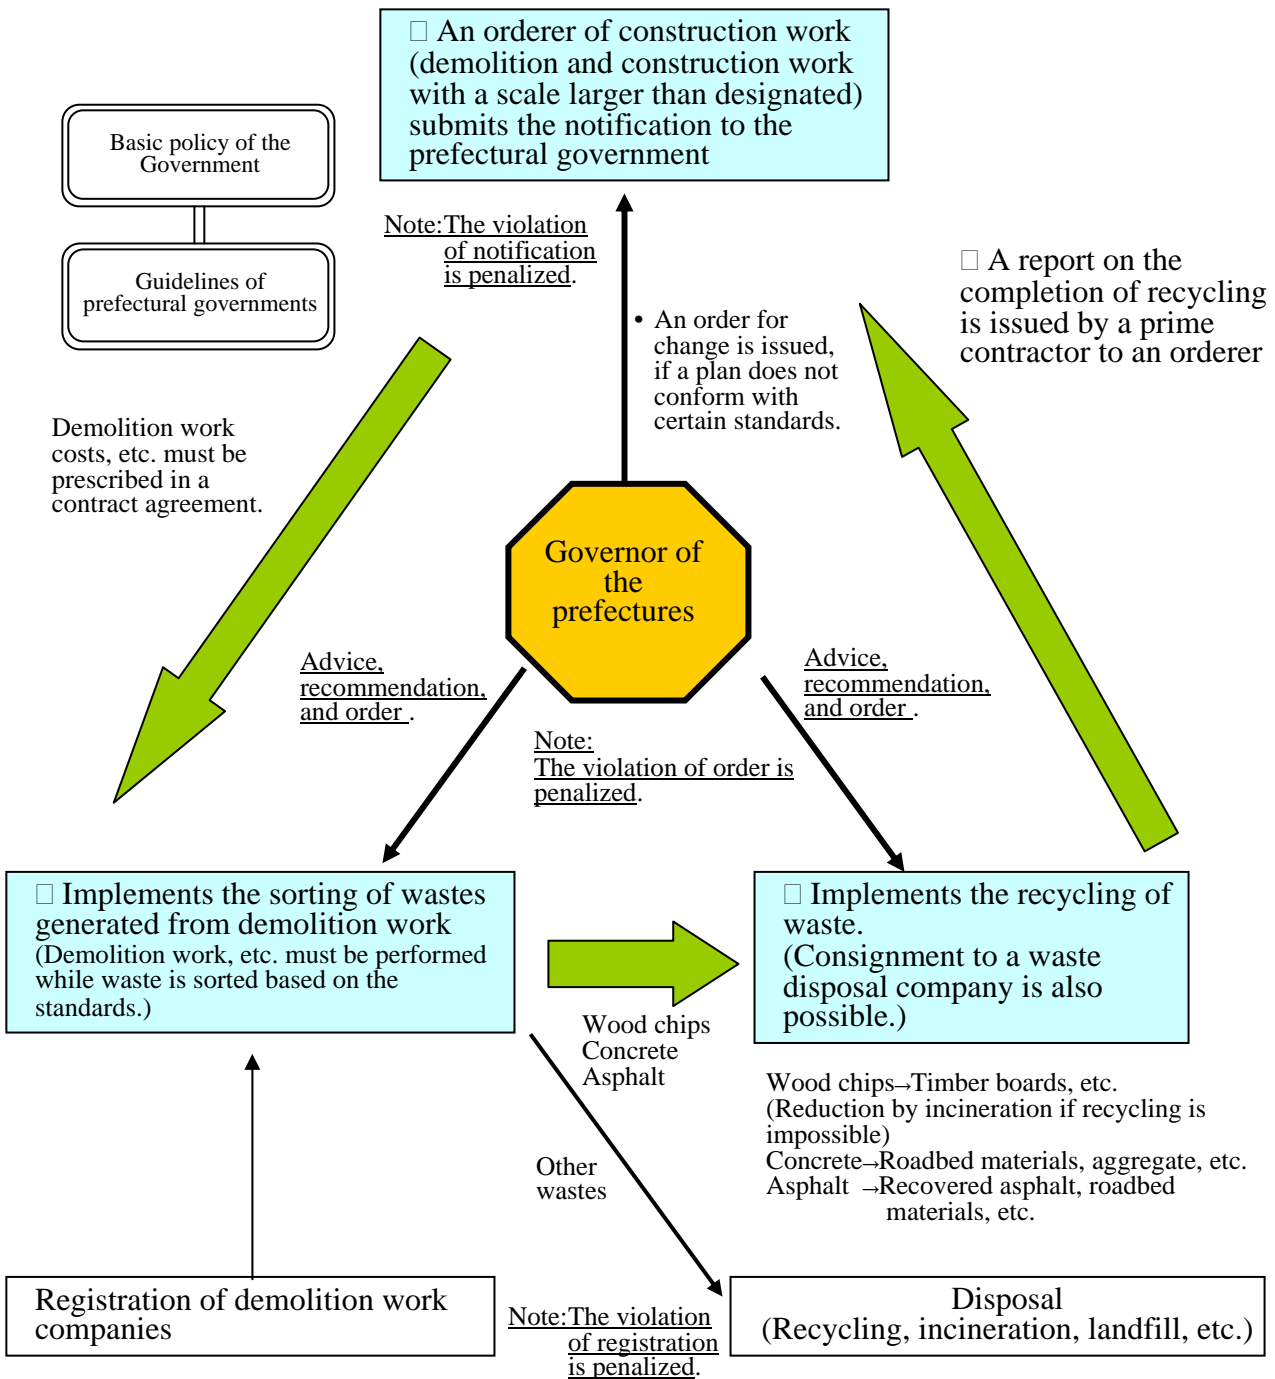 □ An orderer of construction work
(demolition and construction work
with a scale larger than designated)
submits the notification to the
prefectural government
Basic policy of the
Government
Guidelines of
prefectural governments
Note:The violation
of notification
is penalized.
• An order for
change is issued,
if a plan does not
conform with
certain standards.
□ A report on the
completion of recycling
is issued by a prime
contractor to an orderer
Demolition work
costs, etc. must be
prescribed in a
contract agreement.
Governor of
the
prefectures
Advice,
recommendation,
and order .
Advice,
recommendation,
and order .
Note:
The violation of order is
penalized.
□ Implements the sorting of wastes
generated from demolition work
(Demolition work, etc. must be performed
while waste is sorted based on the
standards.)
□ Implements the recycling of
waste.
(Consignment to a waste
disposal company is also
possible.)
Wood chips
Concrete
Asphalt
Wood chips→Timber boards, etc.
(Reduction by incineration if recycling is
impossible)
Concrete→Roadbed materials, aggregate, etc.
Asphalt →Recovered asphalt, roadbed
materials, etc.
Other
wastes
Registration of demolition work
companies
Note:The violation
of registration
is penalized.
Disposal
(Recycling, incineration, landfill, etc.)